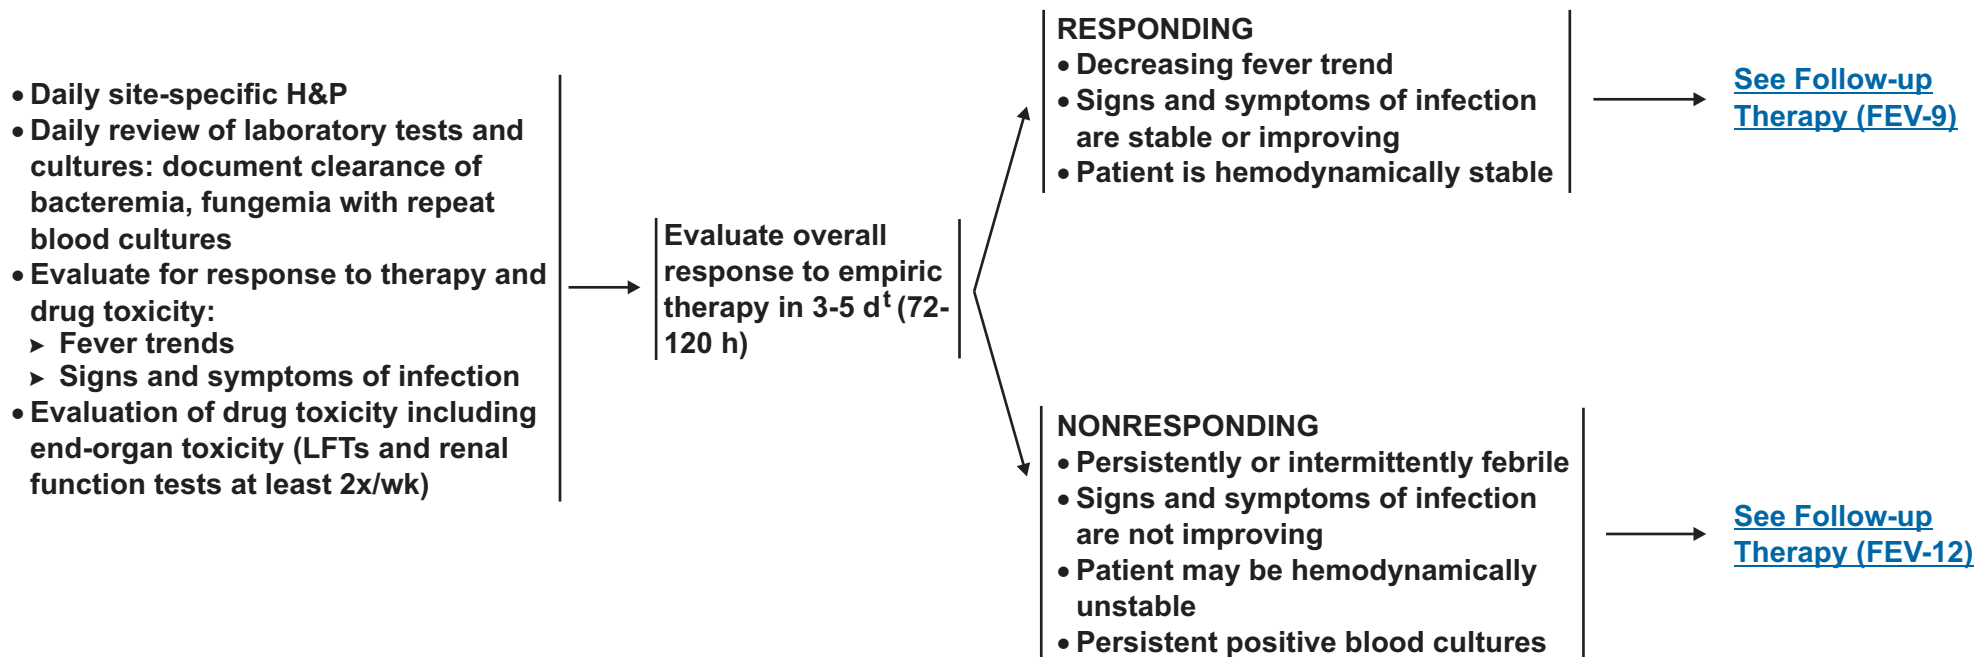 • Daily site-specific H&P
• Daily review of laboratory tests and
cultures: document clearance of
bacteremia, fungemia with repeat
blood cultures
• Evaluate for response to therapy and
drug toxicity:
➤ Fever trends
➤ Signs and symptoms of infection
• Evaluation of drug toxicity including
end-organ toxicity (LFTs and renal
function tests at least 2x/wk)
Evaluate overall
response to empiric
therapy in 3-5 d^t (72-
120 h)
RESPONDING
• Decreasing fever trend
• Signs and symptoms of infection
are stable or improving
• Patient is hemodynamically stable
See Follow-up
Therapy (FEV-9)
NONRESPONDING
• Persistently or intermittently febrile
• Signs and symptoms of infection
are not improving
• Patient may be hemodynamically
unstable
• Persistent positive blood cultures
See Follow-up
Therapy (FEV-12)